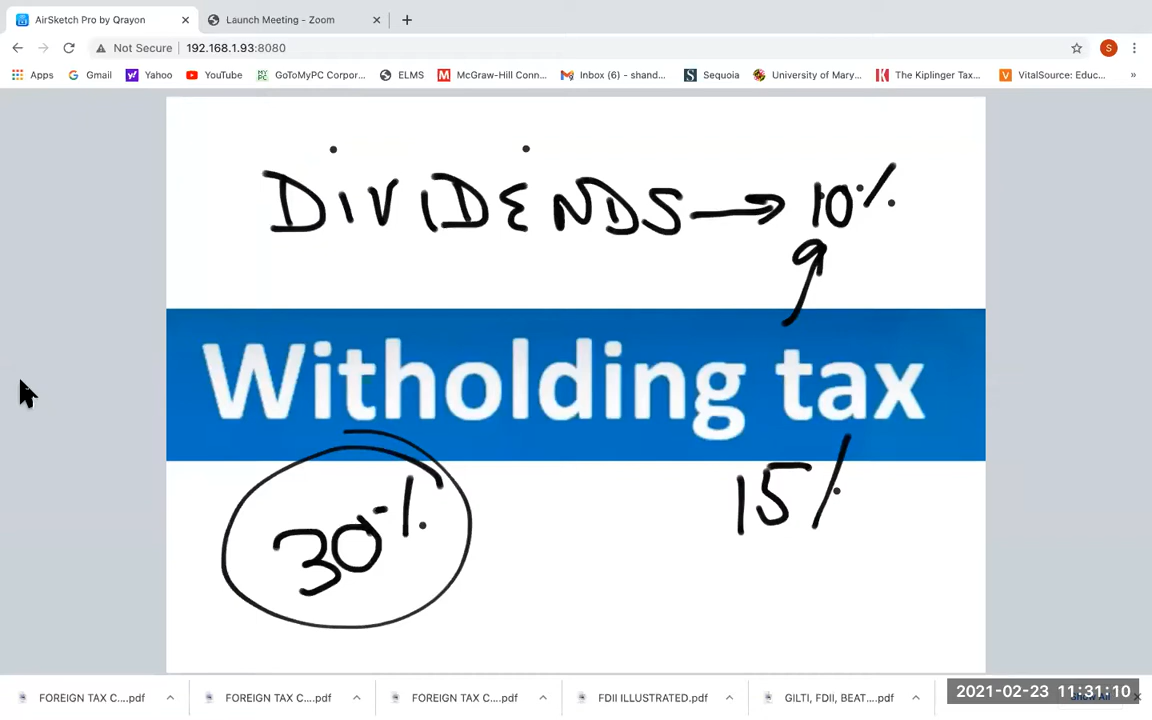 AirSketch Pro by Qrayon
Launch Meeting - Zoom
Not Secure 192.168.1.93:8080
Apps Gmail Yahoo YouTube GoToMyPC Corpor... ELMS McGraw-Hill Conn... Inbox (6) - shand... Sequoia University of Mary... The Kiplinger Tax... VitalSource: Educ... »
DIVIDENDS → 10%
Witholding tax
30% 15%
FOREIGN TAX C....pdf FOREIGN TAX C....pdf FOREIGN TAX C....pdf FDII ILLUSTRATED.pdf GILTI, FDII, BEAT....pdf
2021-02-23 11:31:10